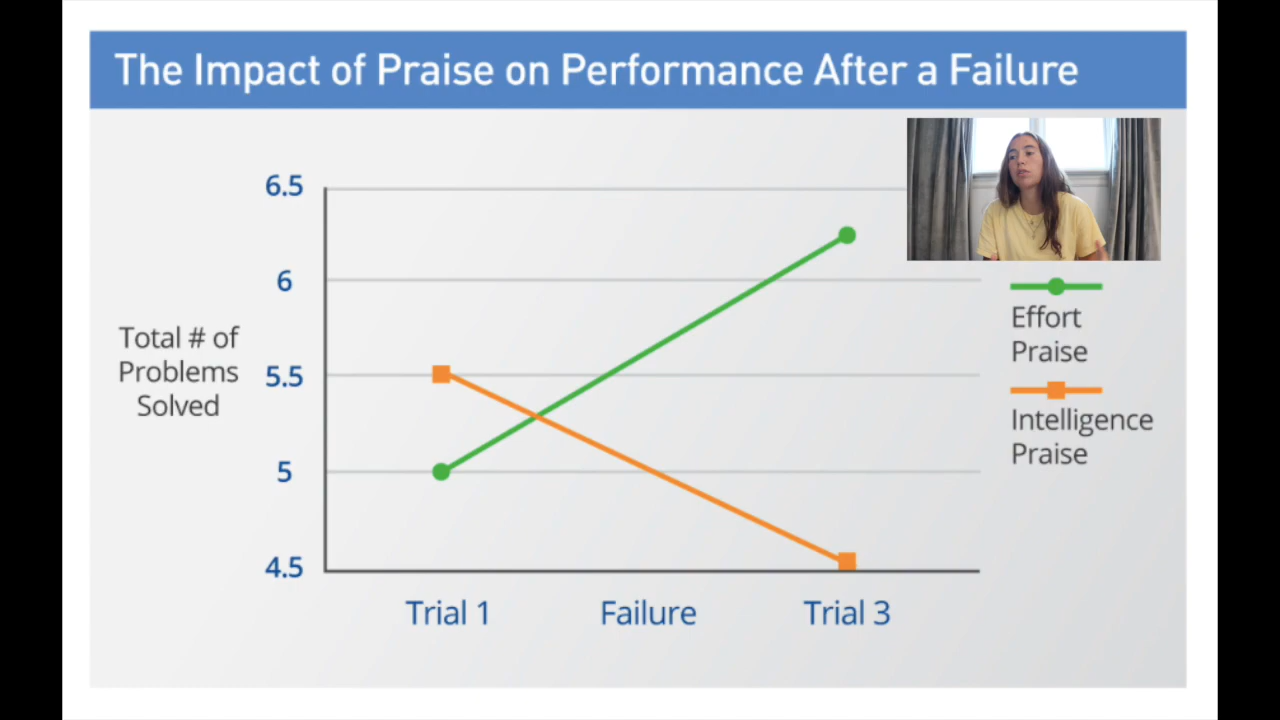 The Impact of Praise on Performance After a Failure
6.5
6
5.5
5
4.5
Total # of
Problems
Solved
Trial 1
Failure
Trial 3
Effort
Praise
Intelligence
Praise